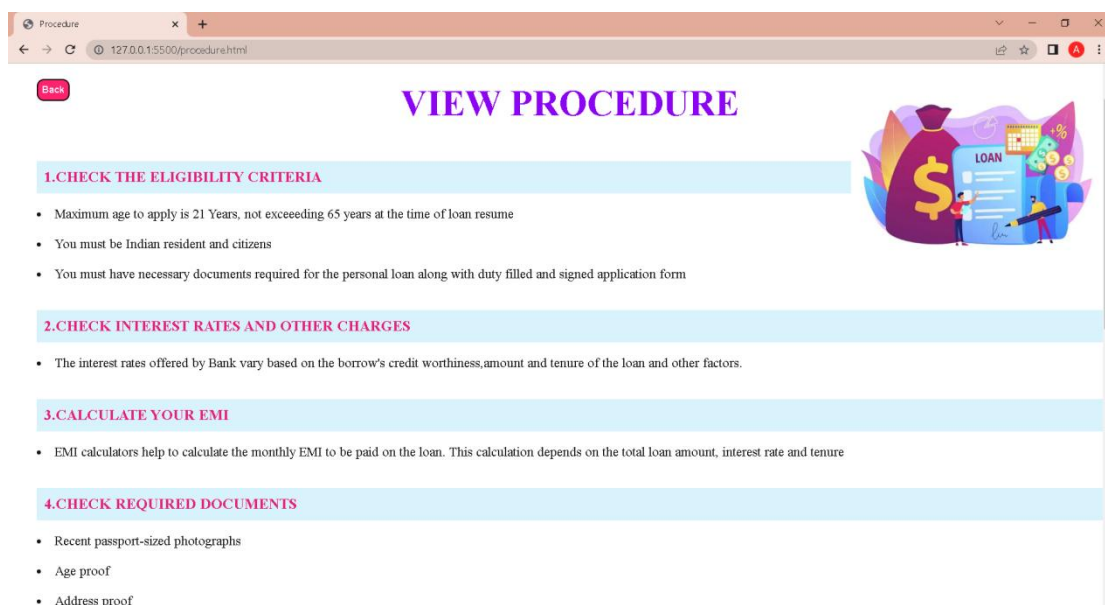 Procedure
127.0.0.1:5500/procedure.html
A
Back
VIEW PROCEDURE
+%
LOAN
$
1.CHECK THE ELIGIBILITY CRITERIA
• Maximum age to apply is 21 Years, not exceeeding 65 years at the time of loan resume
• You must be Indian resident and citizens
• You must have necessary documents required for the personal loan along with duty filled and signed application form
2.CHECK INTEREST RATES AND OTHER CHARGES
• The interest rates offered by Bank vary based on the borrow's credit worthiness,amount and tenure of the loan and other factors.
3.CALCULATE YOUR EMI
• EMI calculators help to calculate the monthly EMI to be paid on the loan. This calculation depends on the total loan amount, interest rate and tenure
4.CHECK REQUIRED DOCUMENTS
• Recent passport-sized photographs
• Age proof
• Address proof